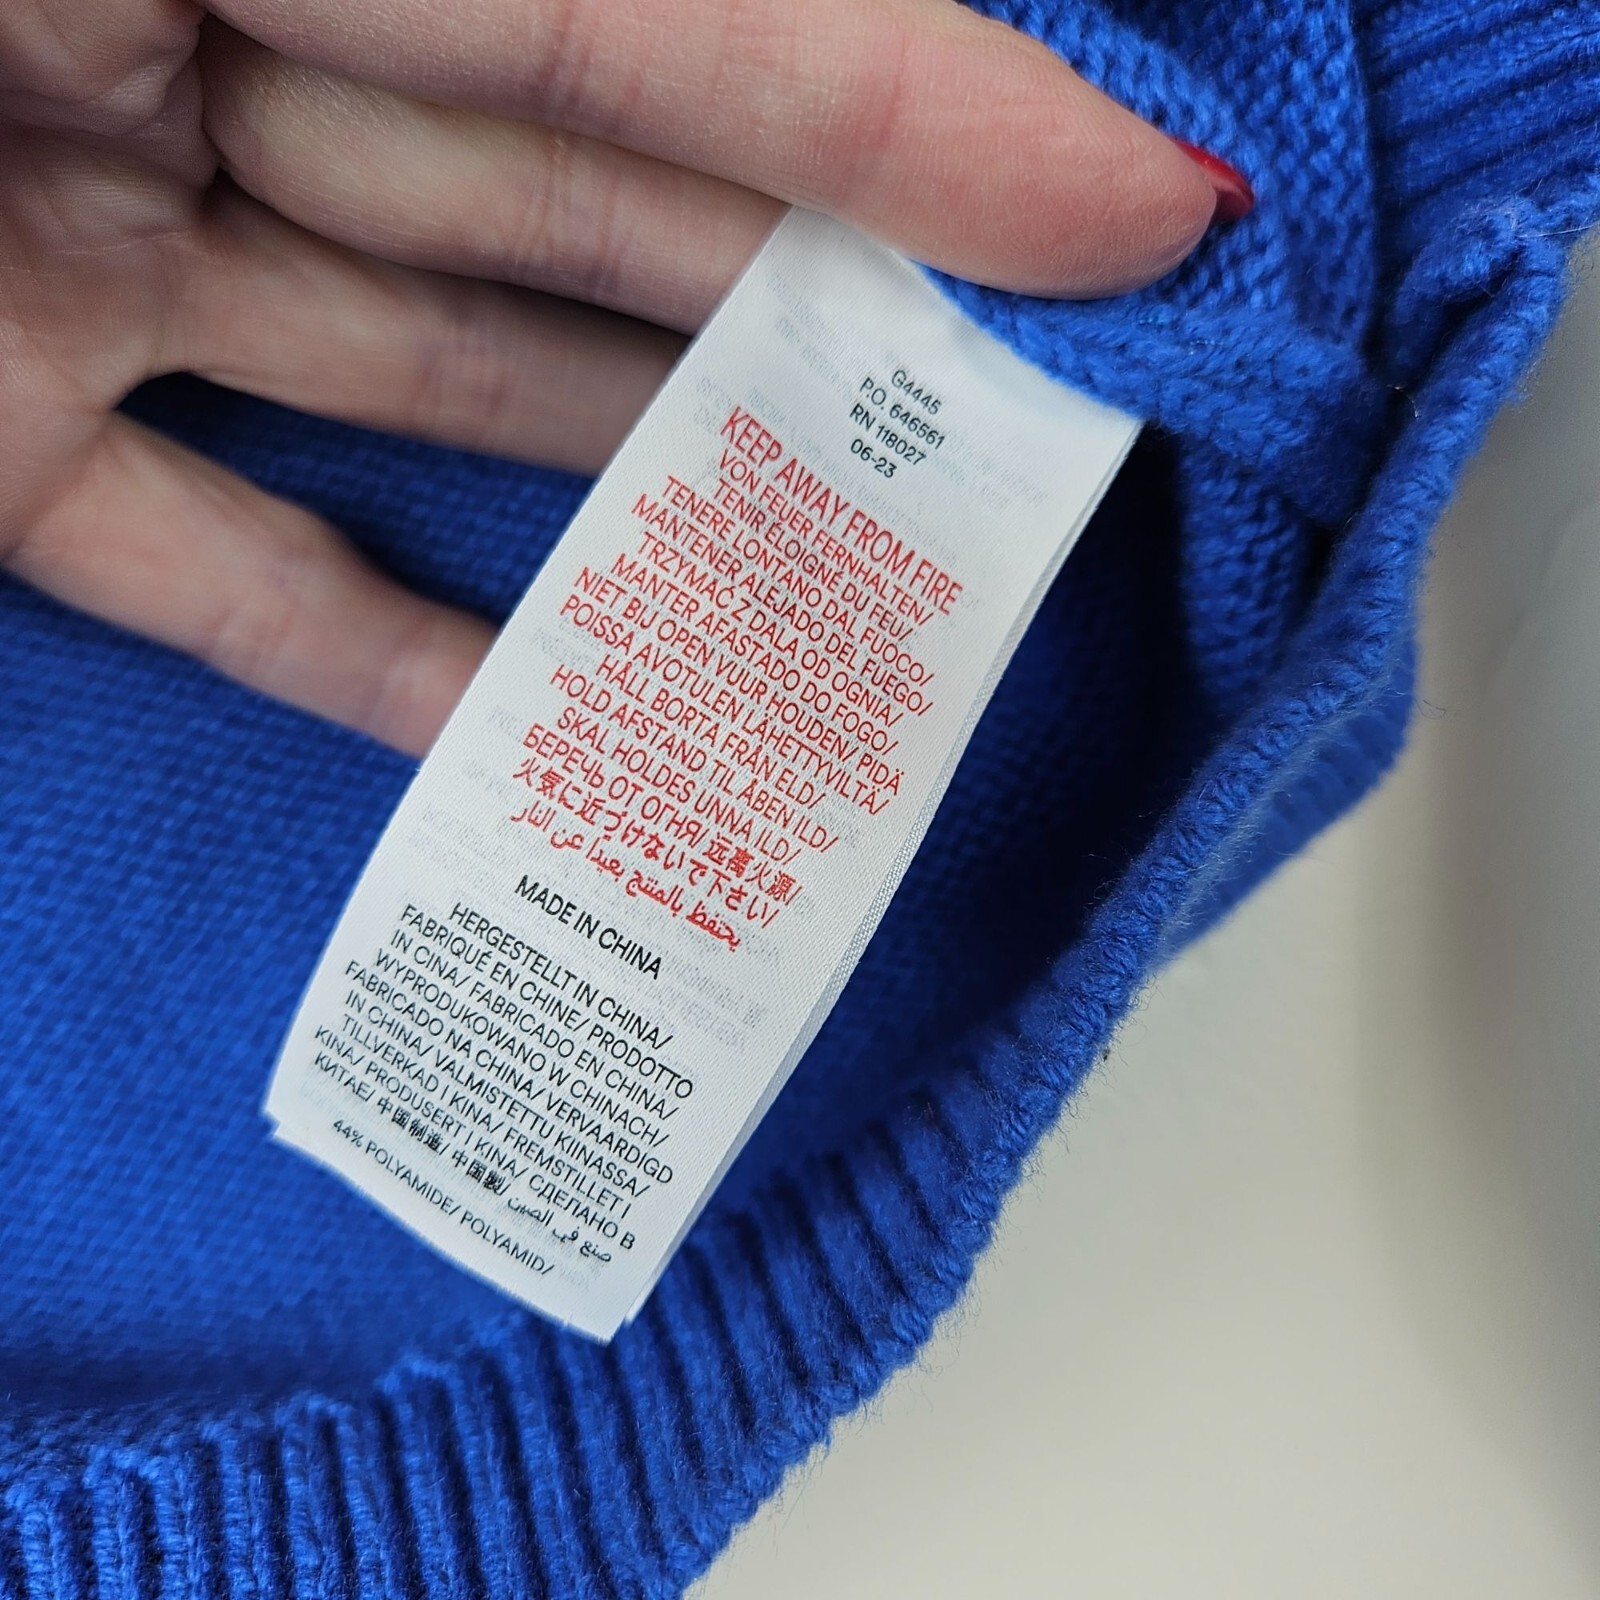 G4445
P.O. 646561
RN 118027
06-23
KEEP AWAY FROM FIRE
VON FEUER FERNHALTEN/
TENIR ÉLOIGNÉ DU FEU/
TENERE LONTANO DAL FUOCO/
MANTENER ALEJADO DEL FUEGO/
TRZYMAĆ Z DALA OD OGNIA/
MANTER AFASTADO DO FOGO/
NIET BIJ OPEN VUUR HOUDEN/ PIDÄ
POISSA AVOTULEN LÄHETTYVILTÄ/
HÅLL BORTA FRÅN ELD/
HOLD AFSTAND TIL ÅBEN ILD/
SKAL HOLDES UNNA ILD/
БЕРЕЧЬ ОТ ОГНЯ/ 远离火源/
火気に近づけないで下さい/
يحتفظ بالمنتج بعيدا عن النار
MADE IN CHINA
HERGESTELLT IN CHINA/
FABRIQUÉ EN CHINE/ PRODOTTO
IN CINA/ FABRICADO EN CHINA/
WYPRODUKOWANO W CHINACH/
FABRICADO NA CHINA/ VERVAARDIGD
IN CHINA/ VALMISTETTU KIINASSA/
TILLVERKAD I KINA/ FREMSTILLET I
KINA/ PRODUSERT I KINA/ СДЕЛАНО В
КИТАЕ/ 中国制造/ 中国製/ صنع في الصين
44% POLYAMIDE/ POLYAMID/